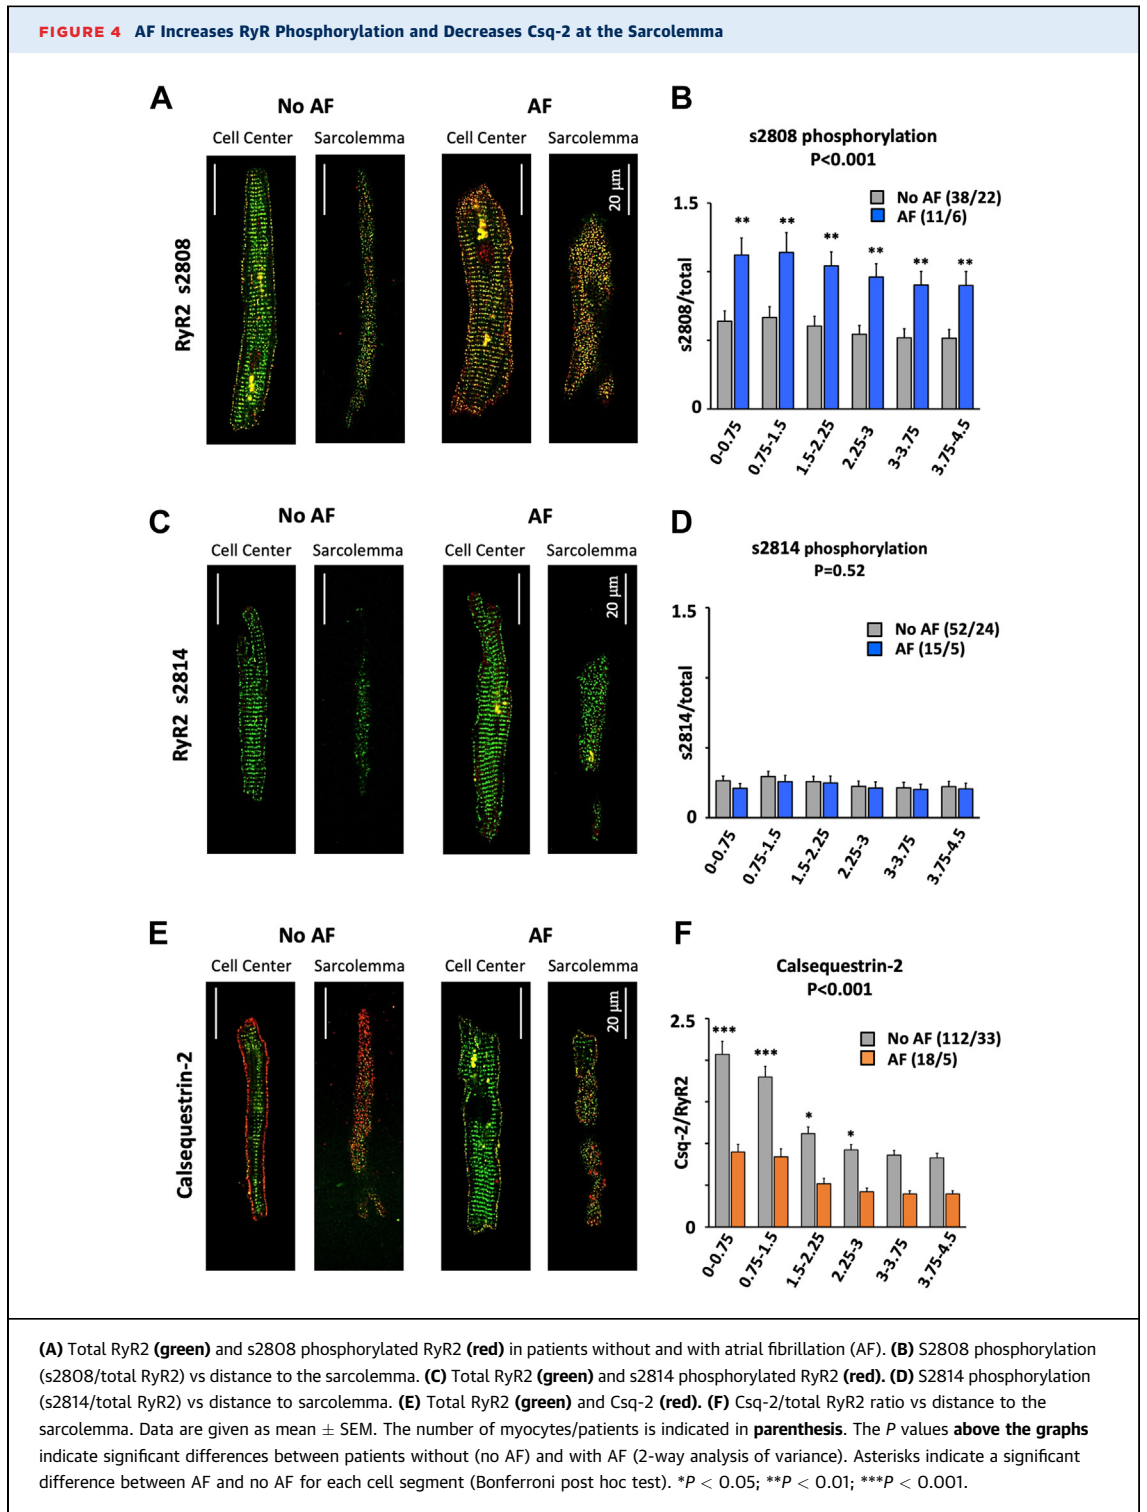 FIGURE 4 AF Increases RyR Phosphorylation and Decreases Csq-2 at the Sarcolemma
A
No AF
AF
Cell Center
Sarcolemma
Cell Center
Sarcolemma
RyR2 s2808
20 µm
B
s2808 phosphorylation
P<0.001
No AF (38/22)
AF (11/6)
1.5
s2808/total
0
** ** ** ** ** **
0-0.75
0.75-1.5
1.5-2.25
2.25-3
3-3.75
3.75-4.5
C
No AF
AF
Cell Center
Sarcolemma
Cell Center
Sarcolemma
RyR2 s2814
20 µm
D
s2814 phosphorylation
P=0.52
No AF (52/24)
AF (15/5)
1.5
s2814/total
0
0-0.75
0.75-1.5
1.5-2.25
2.25-3
3-3.75
3.75-4.5
E
No AF
AF
Cell Center
Sarcolemma
Cell Center
Sarcolemma
Calsequestrin-2
20 µm
F
Calsequestrin-2
P<0.001
No AF (112/33)
AF (18/5)
2.5
Csq-2/RyR2
0
*** *** * *
0-0.75
0.75-1.5
1.5-2.25
2.25-3
3-3.75
3.75-4.5
(A) Total RyR2 (green) and s2808 phosphorylated RyR2 (red) in patients without and with atrial fibrillation (AF). (B) S2808 phosphorylation
(s2808/total RyR2) vs distance to the sarcolemma. (C) Total RyR2 (green) and s2814 phosphorylated RyR2 (red). (D) S2814 phosphorylation
(s2814/total RyR2) vs distance to sarcolemma. (E) Total RyR2 (green) and Csq-2 (red). (F) Csq-2/total RyR2 ratio vs distance to the
sarcolemma. Data are given as mean ± SEM. The number of myocytes/patients is indicated in parenthesis. The P values above the graphs
indicate significant differences between patients without (no AF) and with AF (2-way analysis of variance). Asterisks indicate a significant
difference between AF and no AF for each cell segment (Bonferroni post hoc test). *P < 0.05; **P < 0.01; ***P < 0.001.